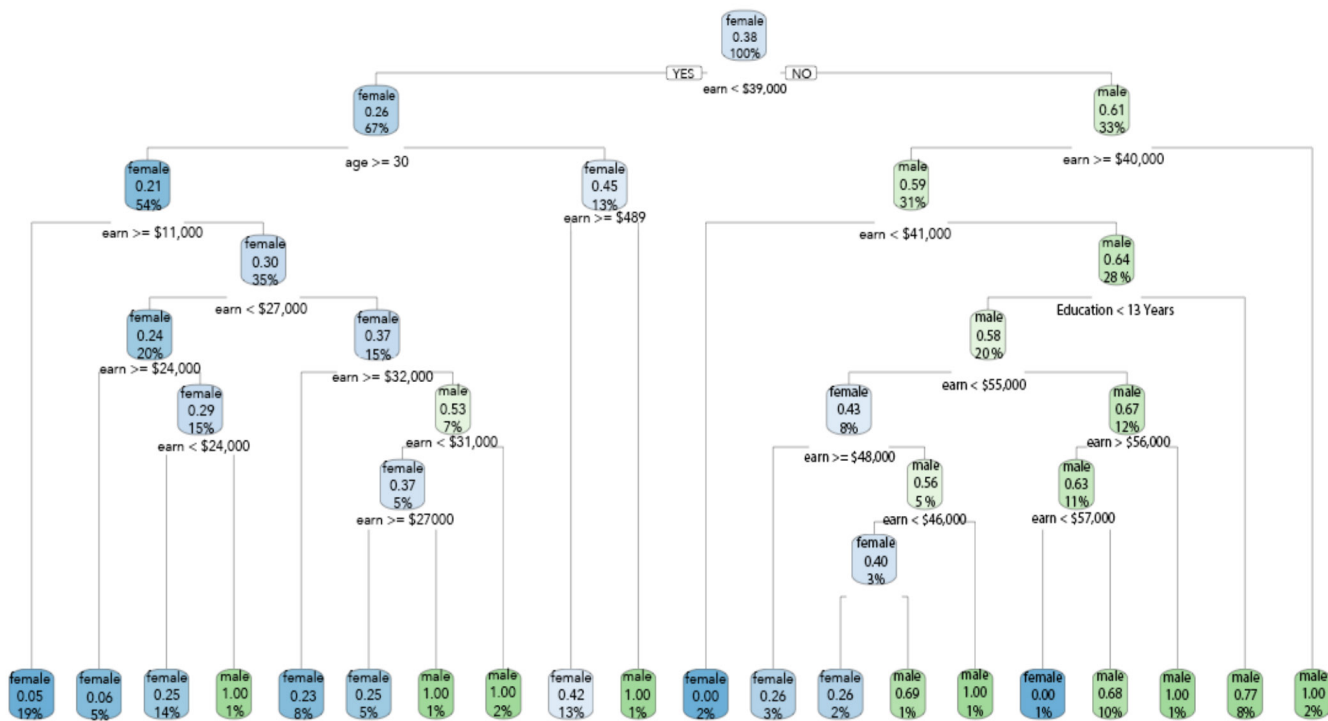 female
0.38
100%
YES
NO
earn < $39,000
female
0.26
67%
male
0.61
33%
age >= 30
earn >= $40,000
female
0.21
54%
female
0.45
13%
male
0.59
31%
earn >= $11,000
earn >= $489
earn < $41,000
female
0.30
35%
male
0.64
28 %
earn < $27,000
Education < 13 Years
female
0.24
20%
female
0.37
15%
male
0.58
20 %
earn >= $24,000
earn >= $32,000
earn < $55,000
female
0.29
15%
male
0.53
7%
female
0.43
8%
male
0.67
12%
earn < $24,000
earn < $31,000
earn >= $48,000
earn > $56,000
female
0.37
5%
male
0.56
5 %
male
0.63
11%
earn >= $27000
earn < $46,000
earn < $57,000
female
0.40
3%
female
0.05
19%
female
0.06
5%
female
0.25
14%
male
1.00
1%
female
0.23
8%
female
0.25
5%
male
1.00
1%
male
1.00
2%
female
0.42
13%
male
1.00
1%
female
0.00
2%
female
0.26
3%
female
0.26
2%
male
0.69
1%
male
1.00
1%
female
0.00
1%
male
0.68
10%
male
1.00
1%
male
0.77
8%
male
1.00
2%